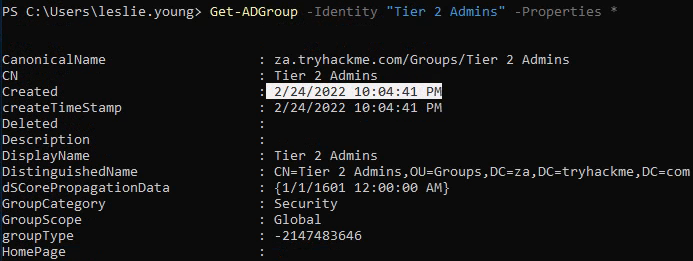 PS C:\Users\leslie.young> Get-ADGroup -Identity "Tier 2 Admins" -Properties *
CanonicalName : za.tryhackme.com/Groups/Tier 2 Admins
CN : Tier 2 Admins
Created : 2/24/2022 10:04:41 PM
createTimeStamp : 2/24/2022 10:04:41 PM
Deleted :
Description :
DisplayName : Tier 2 Admins
DistinguishedName : CN=Tier 2 Admins,OU=Groups,DC=za,DC=tryhackme,DC=com
dSCorePropagationData : {1/1/1601 12:00:00 AM}
GroupCategory : Security
GroupScope : Global
groupType : -2147483646
HomePage :